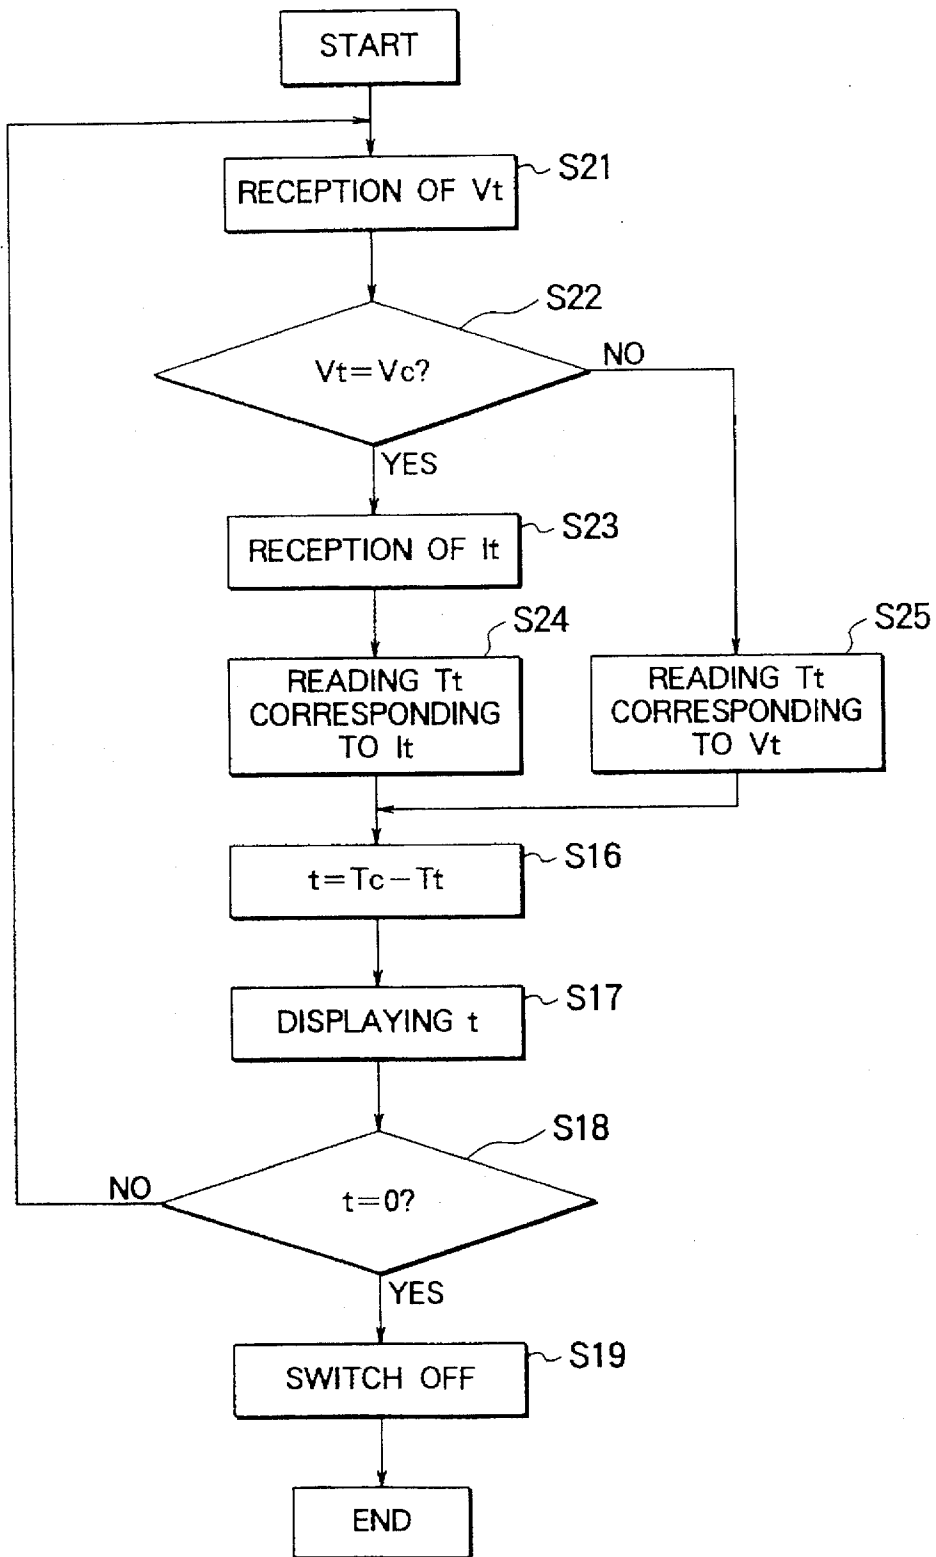 START
RECEPTION OF Vt
S21
Vt=Vc?
S22
NO
YES
RECEPTION OF It
S23
READING Tt
CORRESPONDING
TO It
S24
READING Tt
CORRESPONDING
TO Vt
S25
t=Tc-Tt
S16
DISPLAYING t
S17
t=0?
S18
NO
YES
SWITCH OFF
S19
END